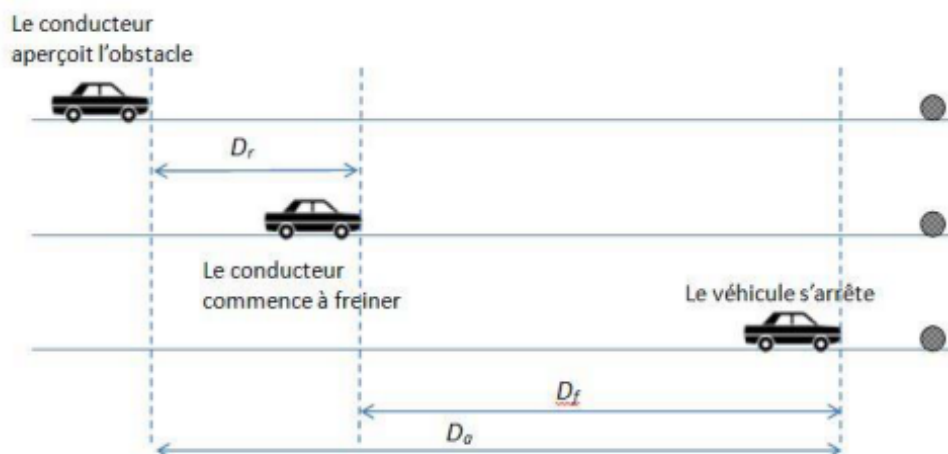 Le conducteur
aperçoit l'obstacle
Dr
Le conducteur
commence à freiner
Le véhicule s'arrête
Df
Da